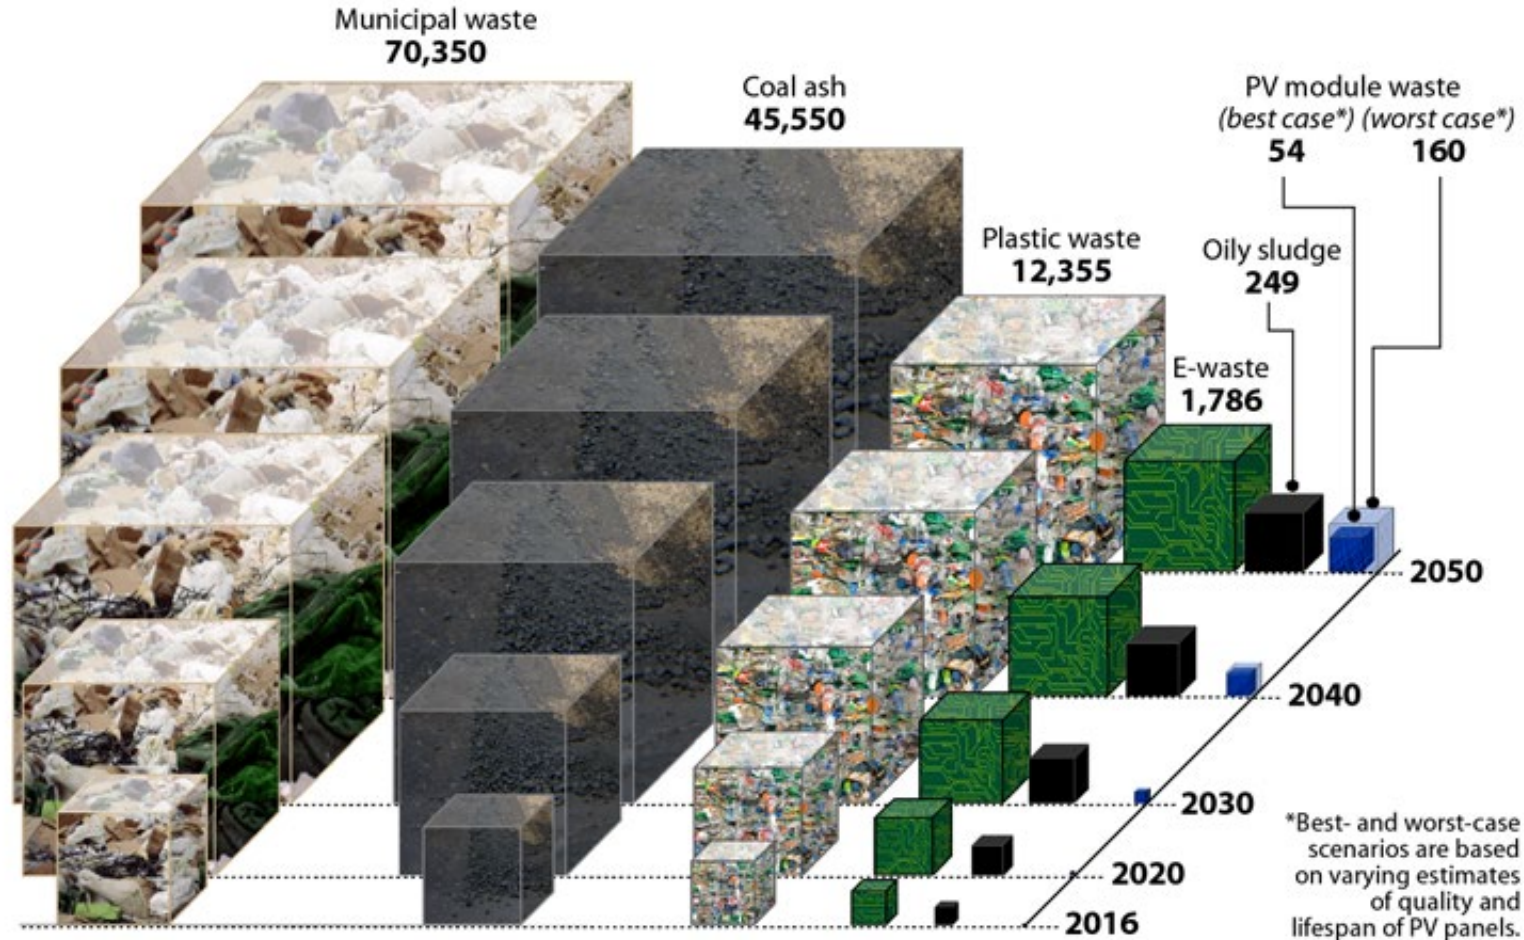 Municipal waste
70,350
Coal ash
45,550
PV module waste
(best case*) (worst case*)
54 160
Plastic waste
12,355
Oily sludge
249
E-waste
1,786
2050
2040
2030
2020
2016
*Best- and worst-case
scenarios are based
on varying estimates
of quality and
lifespan of PV panels.